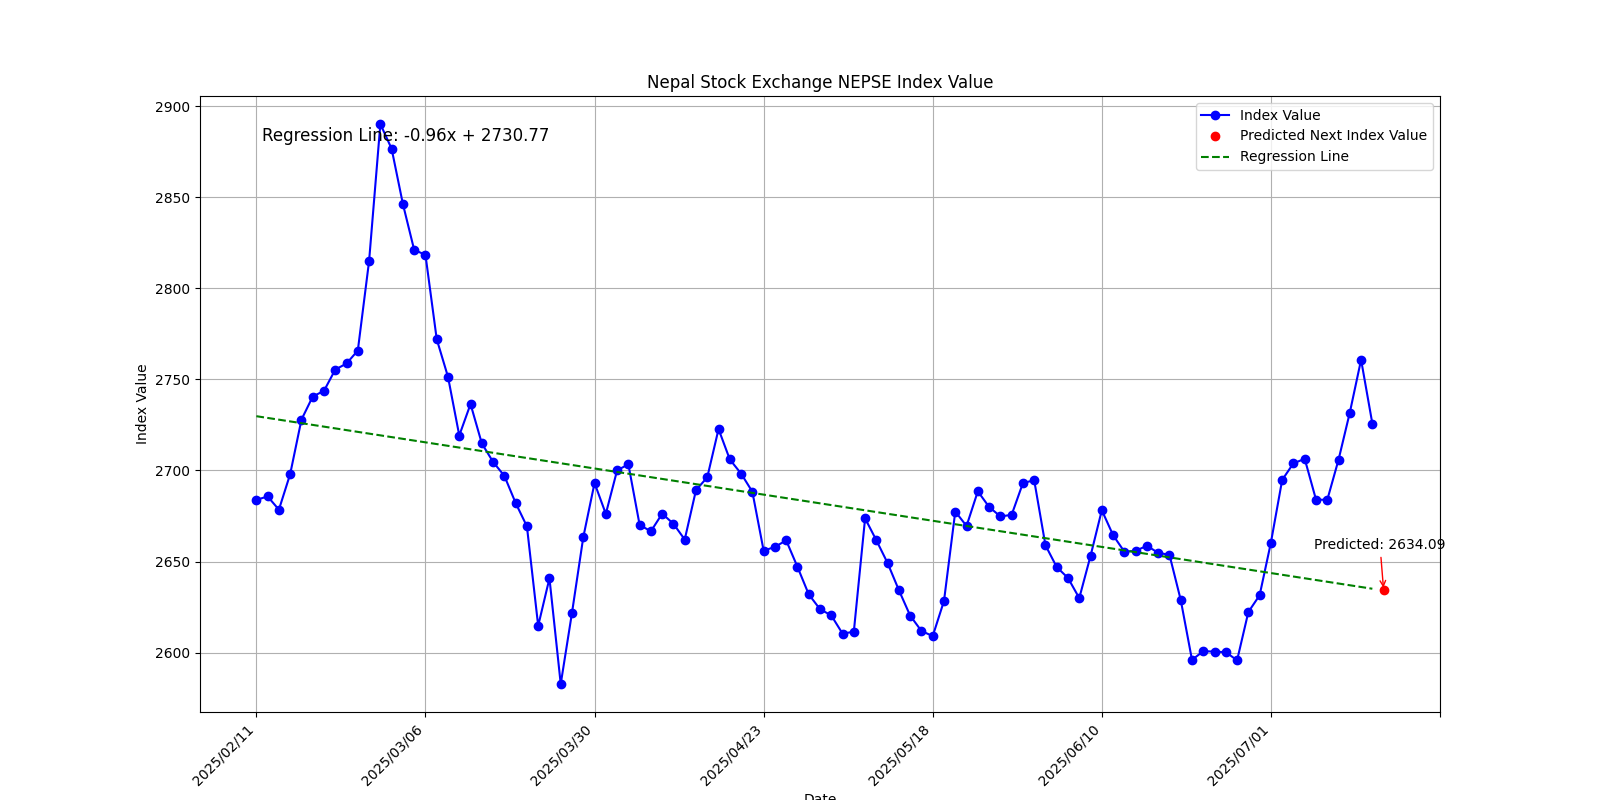 Nepal Stock Exchange NEPSE Index Value
2900
2850
2800
2750
2700
2650
2600
Index Value
Regression Line: -0.96x + 2730.77
Index Value
Predicted Next Index Value
Regression Line
Predicted: 2634.09
2025/02/11
2025/03/06
2025/03/30
2025/04/23
2025/05/18
2025/06/10
2025/07/01
Date